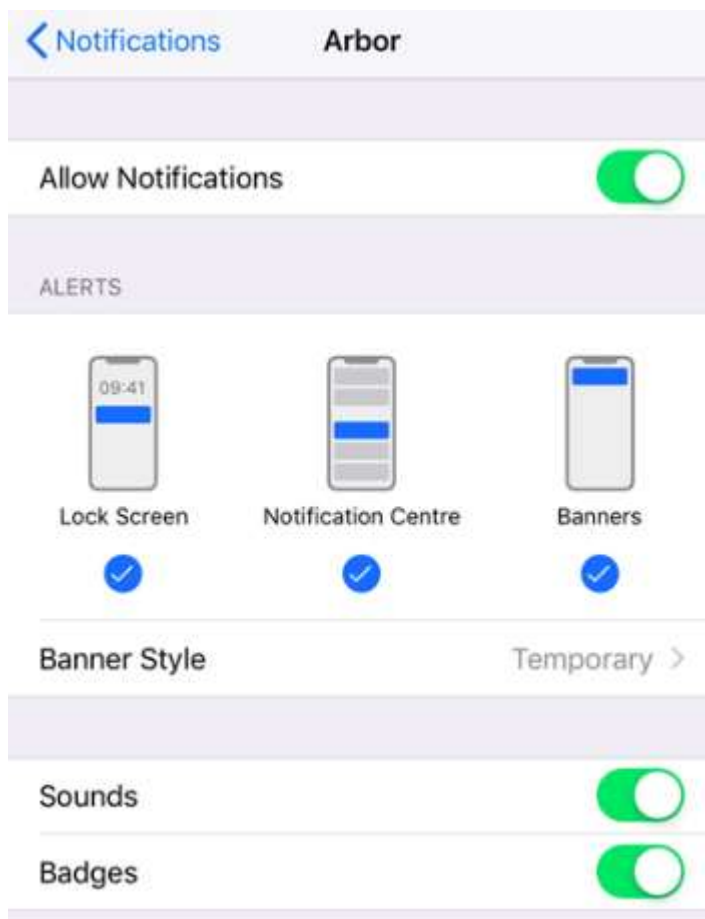 Notifications Arbor
Allow Notifications
ALERTS
09:41
Lock Screen Notification Centre Banners
Banner Style Temporary
Sounds
Badges